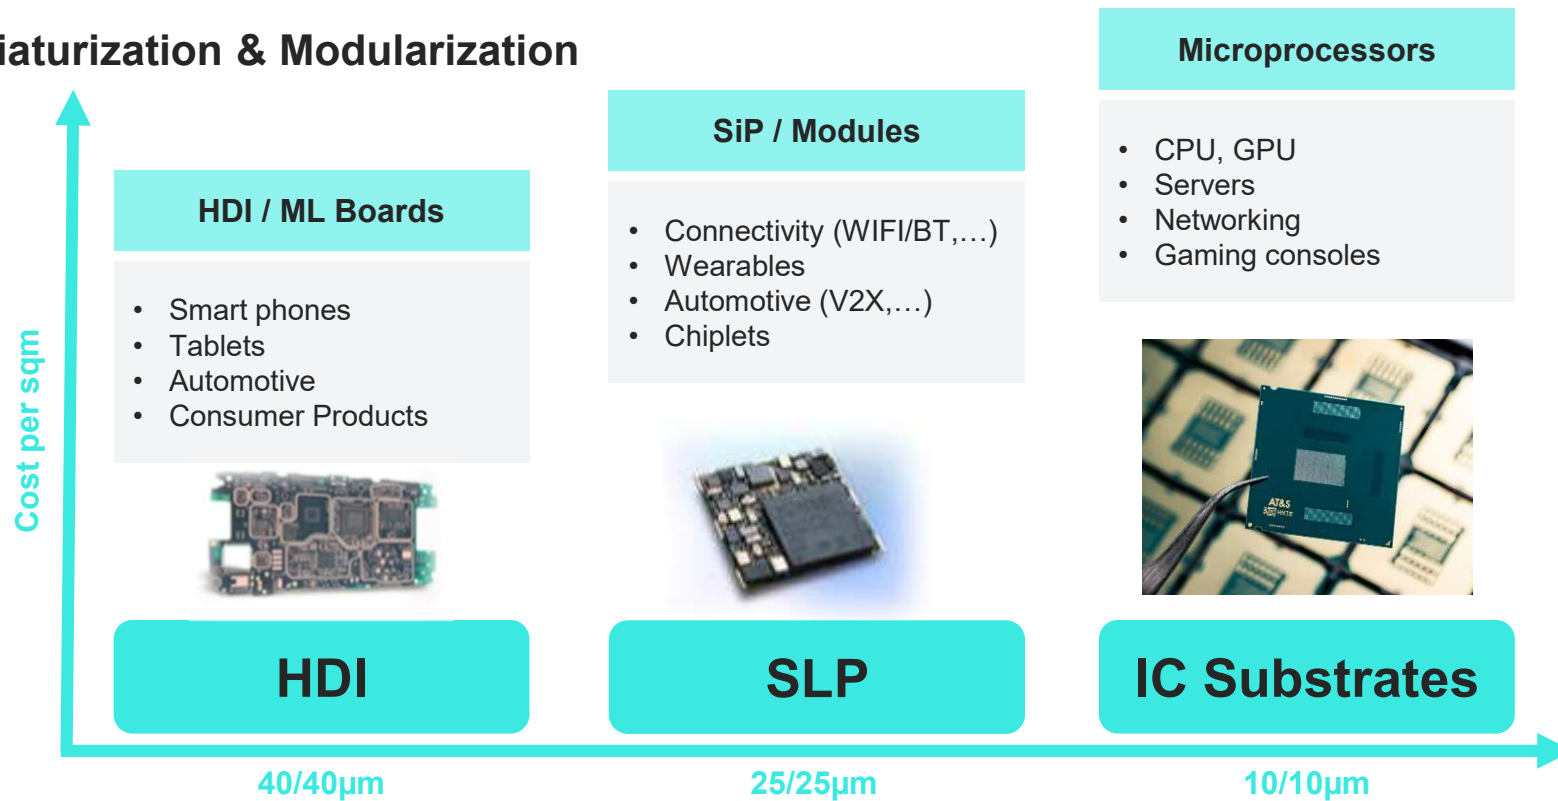 iaturization & Modularization
Cost per sqm
HDI / ML Boards
• Smart phones
• Tablets
• Automotive
• Consumer Products
HDI
40/40µm
SiP / Modules
• Connectivity (WIFI/BT,…)
• Wearables
• Automotive (V2X,…)
• Chiplets
SLP
25/25µm
Microprocessors
• CPU, GPU
• Servers
• Networking
• Gaming consoles
AT&S
IC Substrates
10/10µm